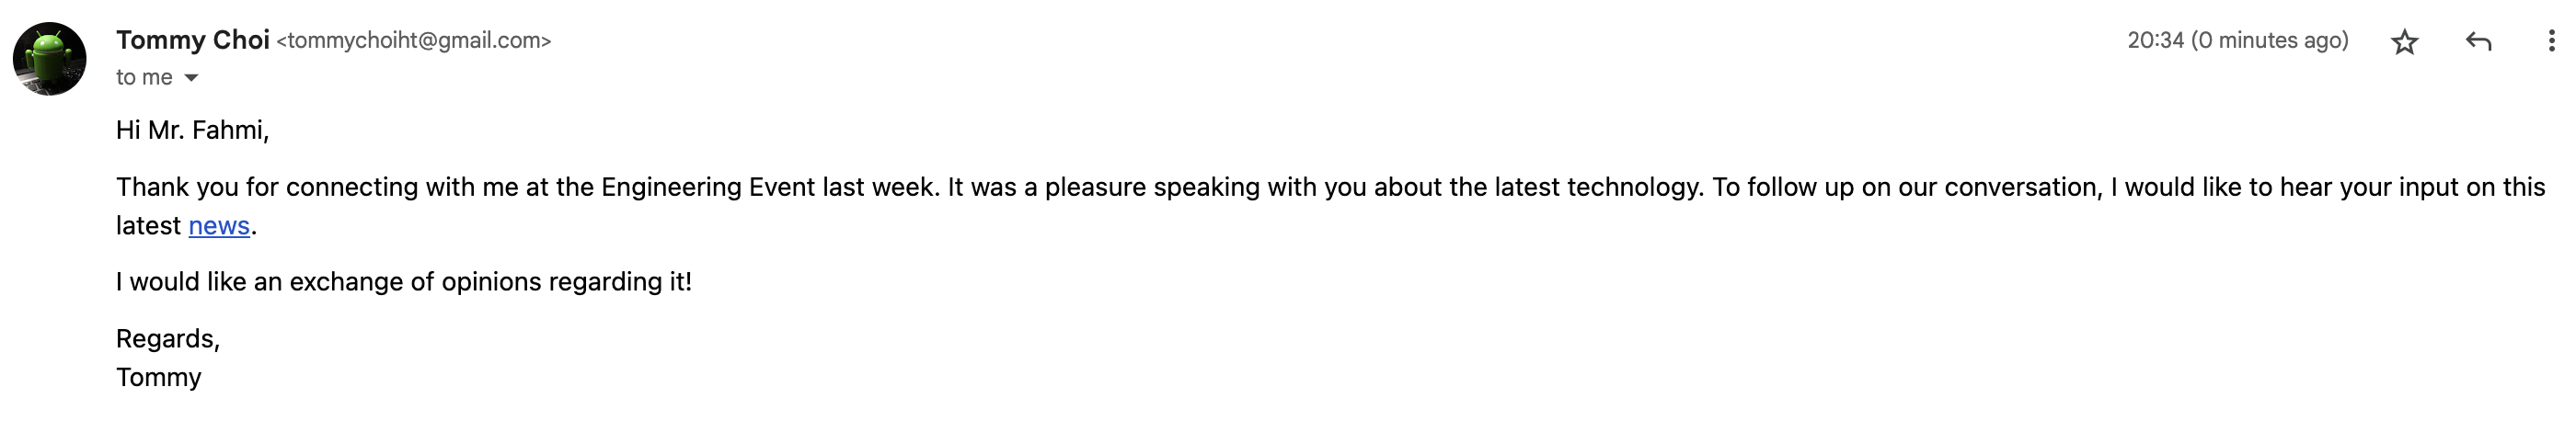 Tommy Choi <tommychoiht@gmail.com> 20:34 (0 minutes ago)
to me
Hi Mr. Fahmi,
Thank you for connecting with me at the Engineering Event last week. It was a pleasure speaking with you about the latest technology. To follow up on our conversation, I would like to hear your input on this
latest news.
I would like an exchange of opinions regarding it!
Regards,
Tommy